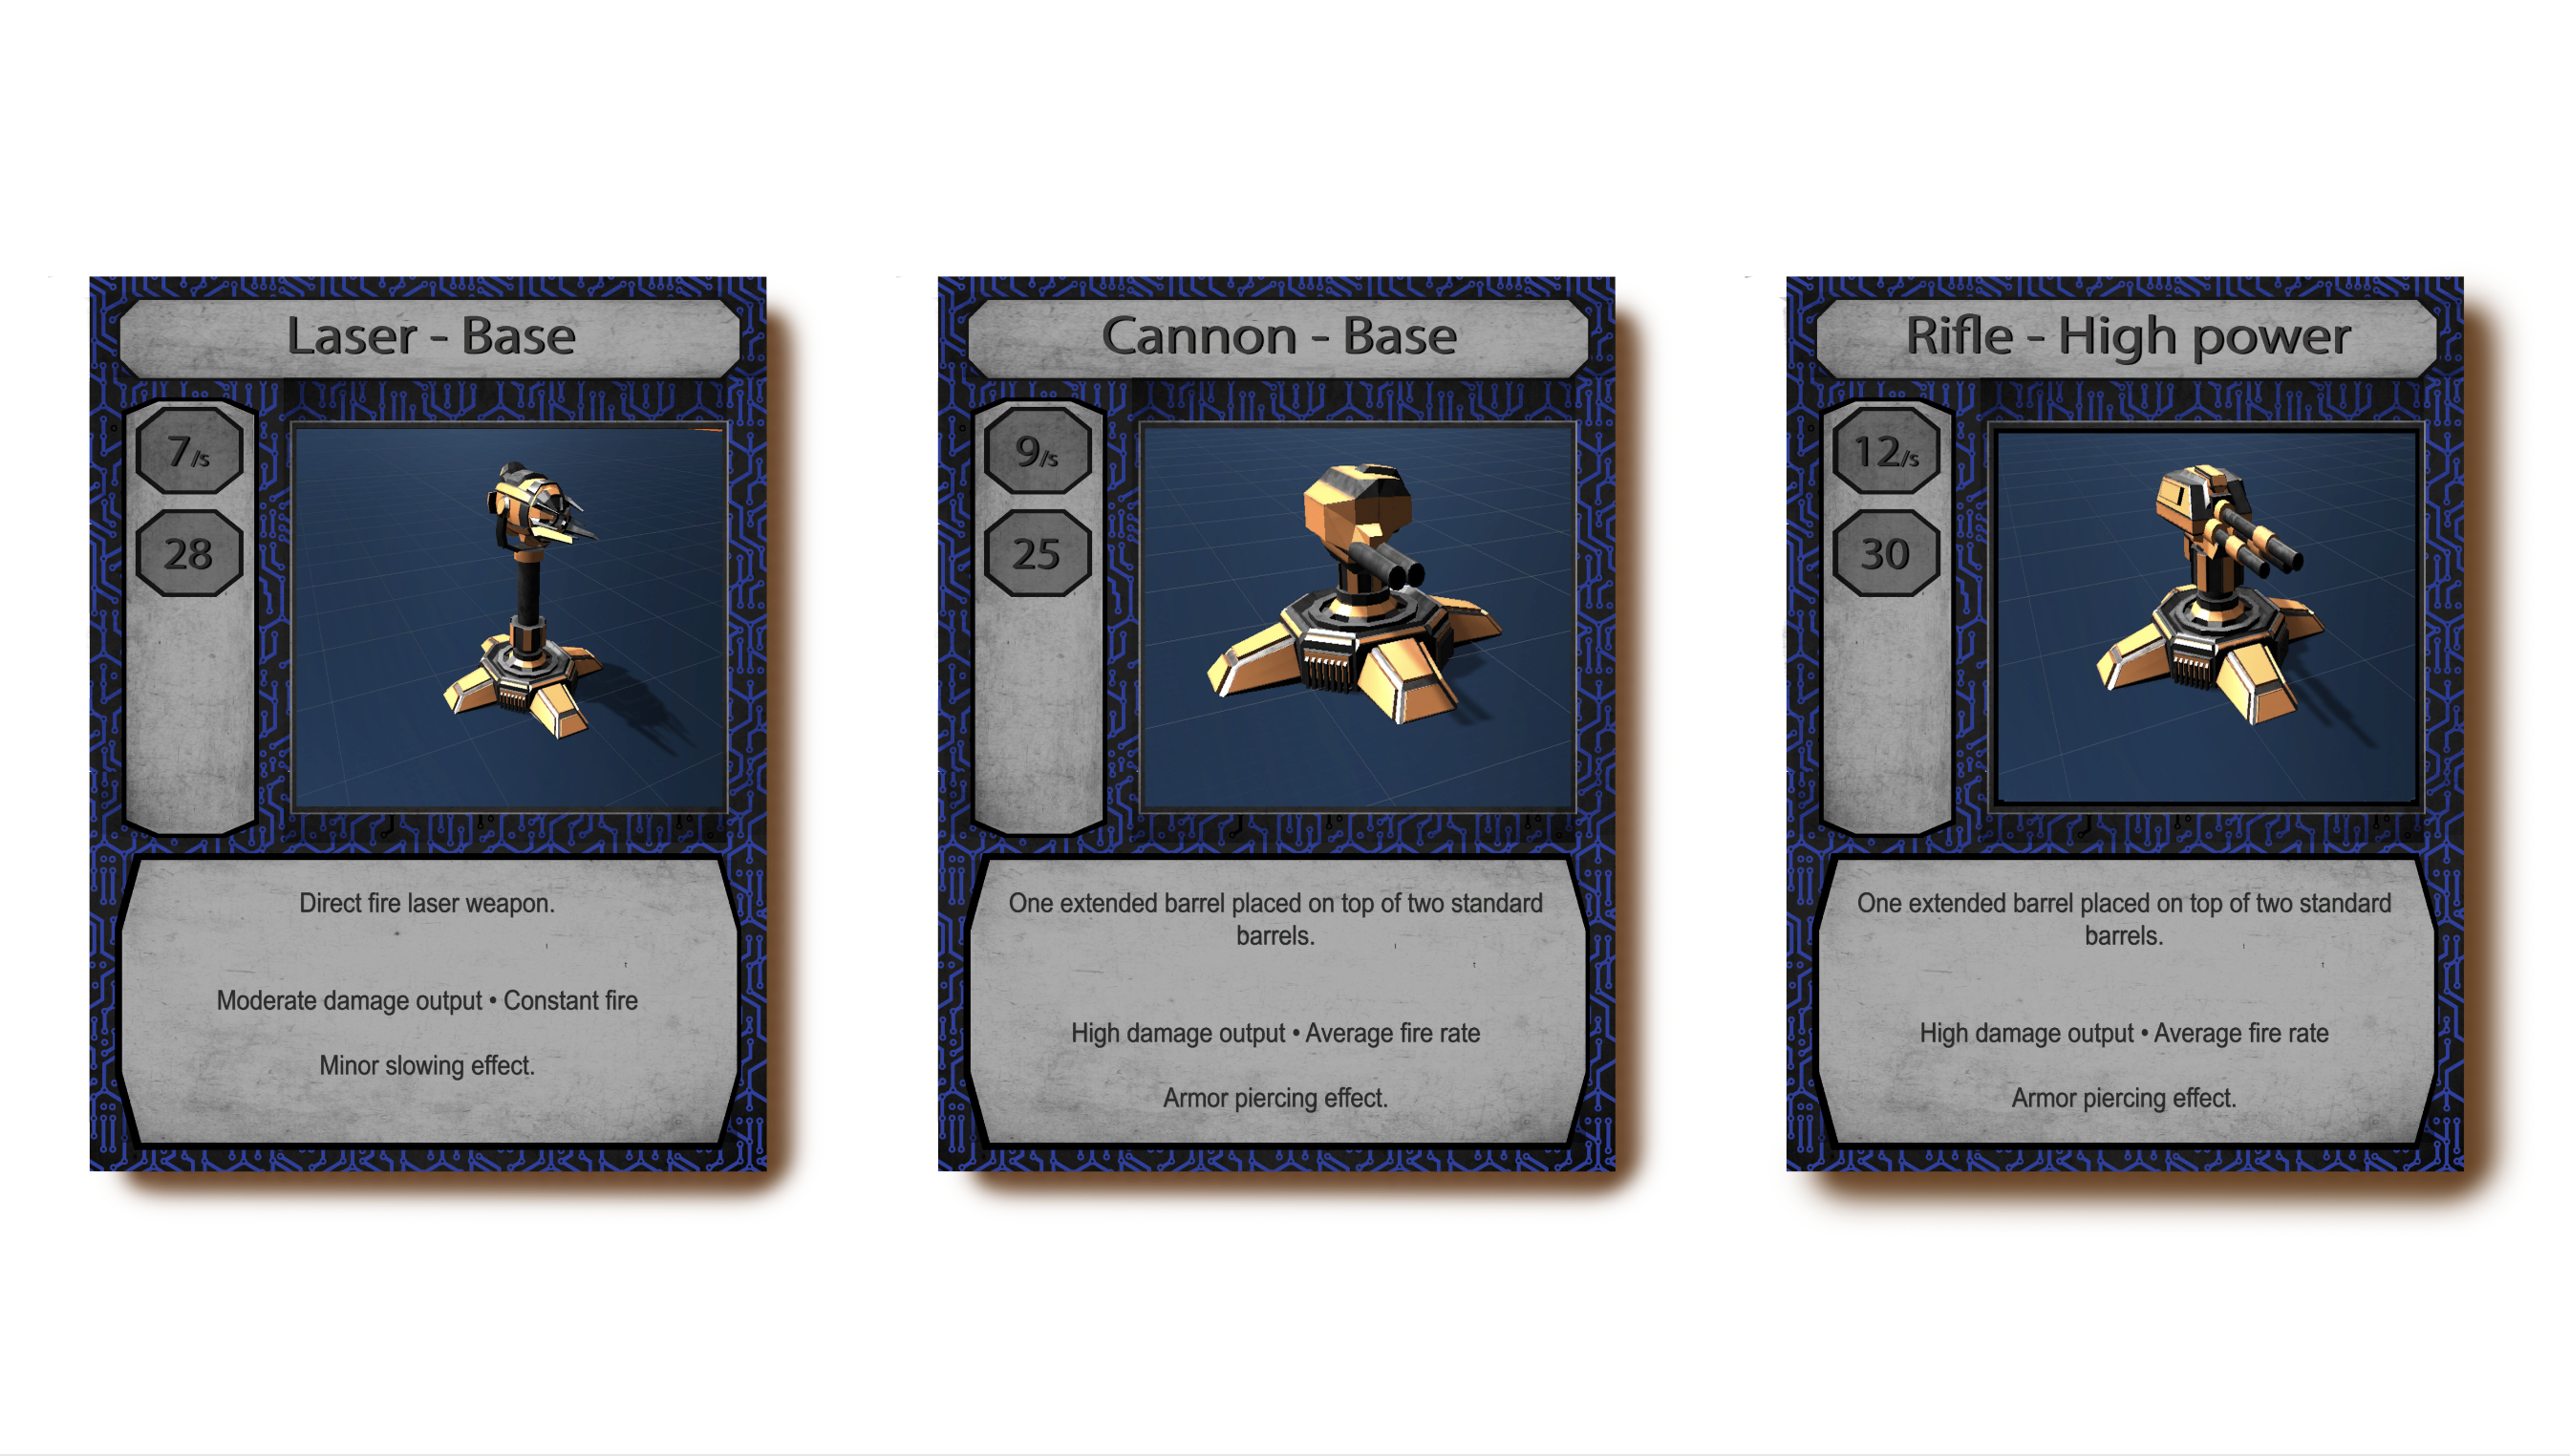 Laser - Base
7/s
28
Direct fire laser weapon.
Moderate damage output • Constant fire
Minor slowing effect.
Cannon - Base
9/s
25
One extended barrel placed on top of two standard
barrels.
High damage output • Average fire rate
Armor piercing effect.
Rifle - High power
12/s
30
One extended barrel placed on top of two standard
barrels.
High damage output • Average fire rate
Armor piercing effect.